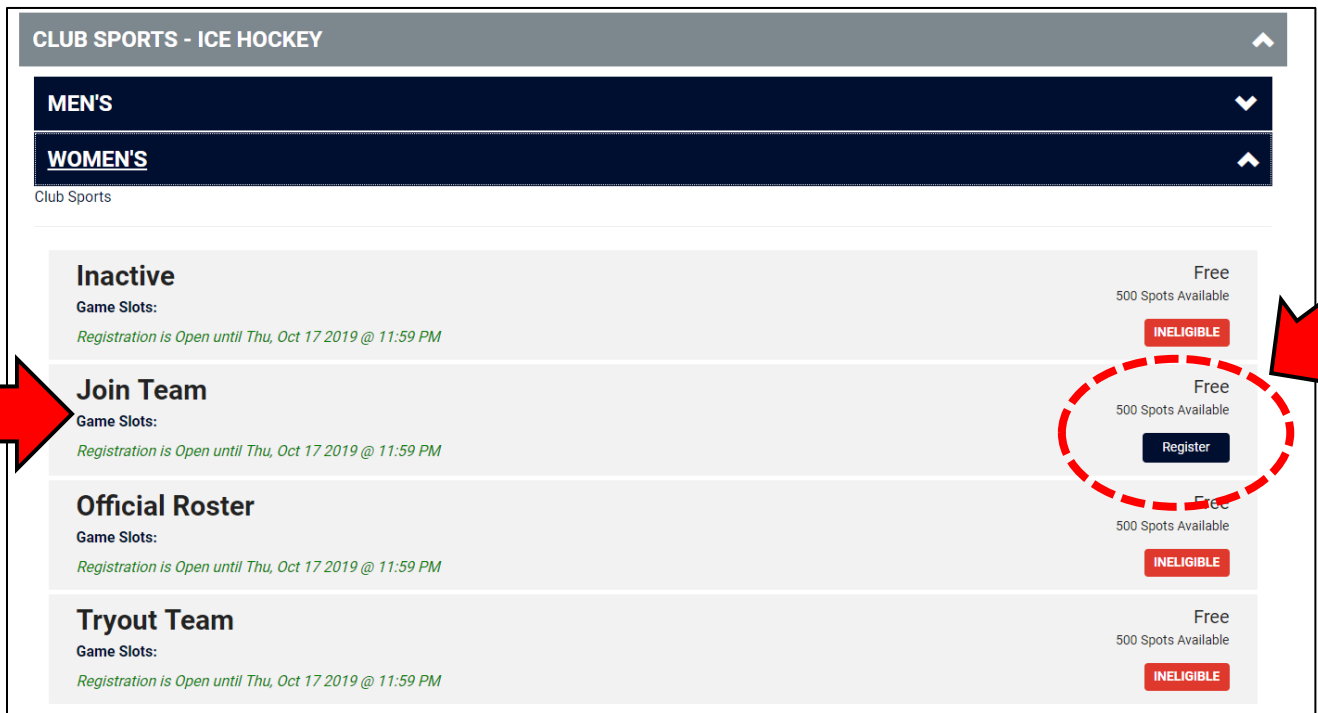 CLUB SPORTS - ICE HOCKEY
MEN'S
WOMEN'S
Club Sports
Inactive
Free
Game Slots:
500 Spots Available
Registration is Open until Thu, Oct 17 2019 @ 11:59 PM
INELIGIBLE
Join Team
Free
Game Slots:
500 Spots Available
Registration is Open until Thu, Oct 17 2019 @ 11:59 PM
Register
Official Roster
Free
Game Slots:
500 Spots Available
Registration is Open until Thu, Oct 17 2019 @ 11:59 PM
INELIGIBLE
Tryout Team
Free
Game Slots:
500 Spots Available
Registration is Open until Thu, Oct 17 2019 @ 11:59 PM
INELIGIBLE